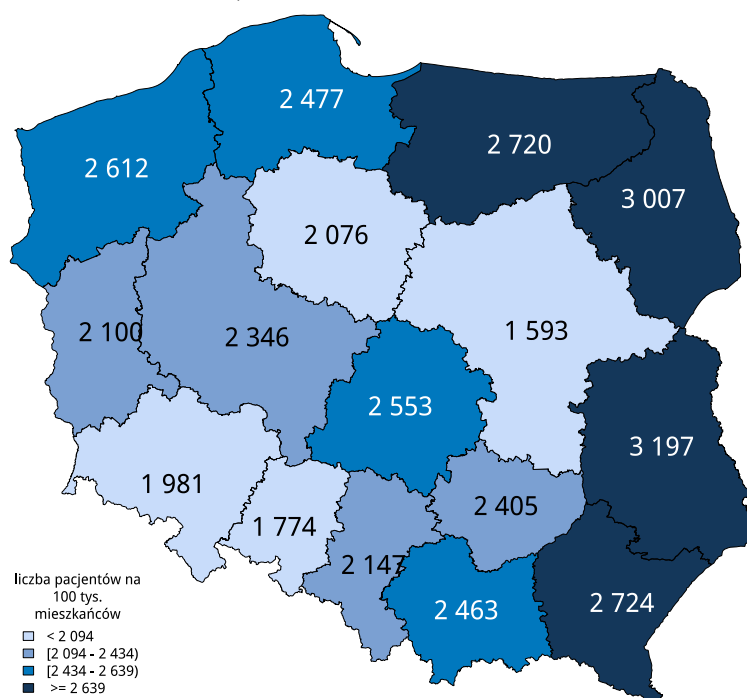 2 477
2 720
2 612
3 007
2 076
2 100
2 346
1 593
2 553
3 197
1 981
2 405
1 774
2 147
2 463
2 724
liczba pacjentów na
100 tys.
mieszkańców
< 2 094
[2 094 - 2 434)
[2 434 - 2 639)
>= 2 639